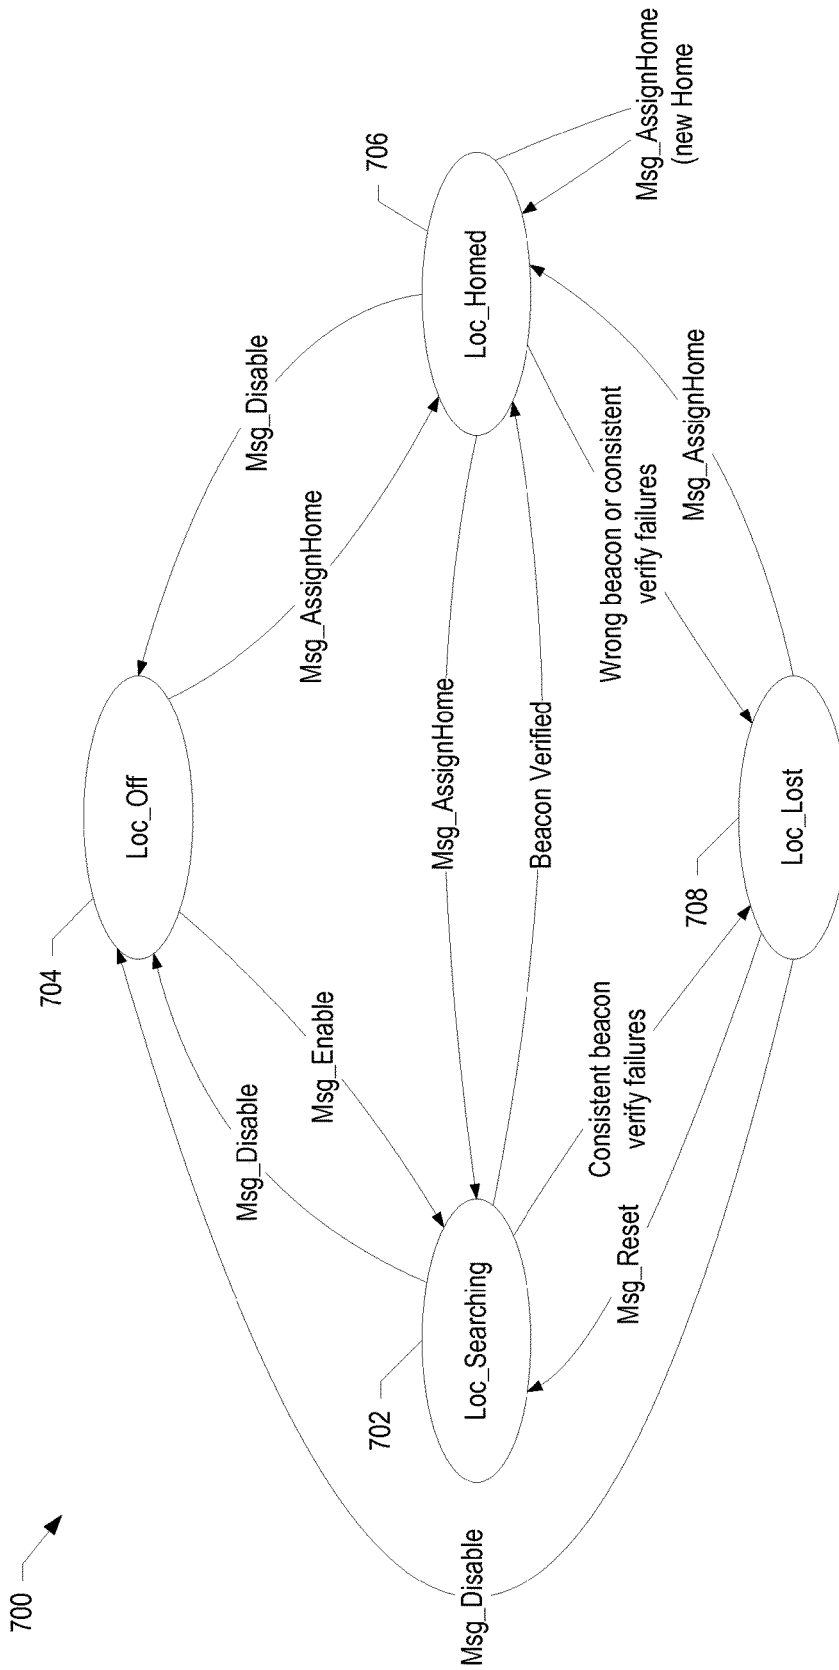 700
Msg_Disable
704
Loc_Off
Msg_Disable
Msg_AssignHome
706
Msg_Disable
Msg_Enable
702
Loc_Searching
Msg_AssignHome
Beacon Verified
Loc_Homed
Msg_AssignHome
(new Home
Consistent beacon
verify failures
Wrong beacon or consistent
verify failures
Msg_Reset
708
Loc_Lost
Msg_AssignHome